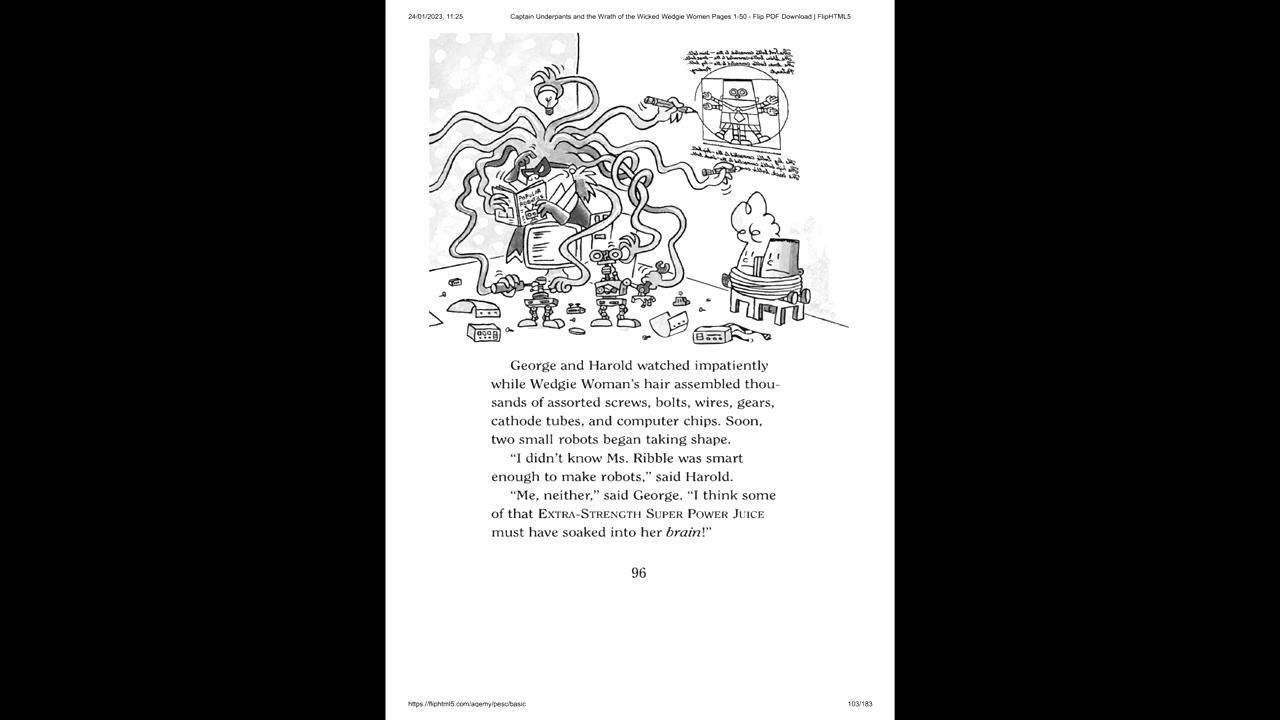 24/01/2023, 11:25
Captain Underpants and the Wrath of the Wicked Wedgie Women Pages 1-50 - Flip PDF Download | FlipHTML5
POPULAR
George and Harold watched impatiently
while Wedgie Woman’s hair assembled thou-
sands of assorted screws, bolts, wires, gears,
cathode tubes, and computer chips. Soon,
two small robots began taking shape.
“I didn’t know Ms. Ribble was smart
enough to make robots,” said Harold.
“Me, neither,” said George. “I think some
of that EXTRA-STRENGTH SUPER POWER JUICE
must have soaked into her brain!”
96
https://fliphtml5.com/aqemy/pesc/basic
103/183